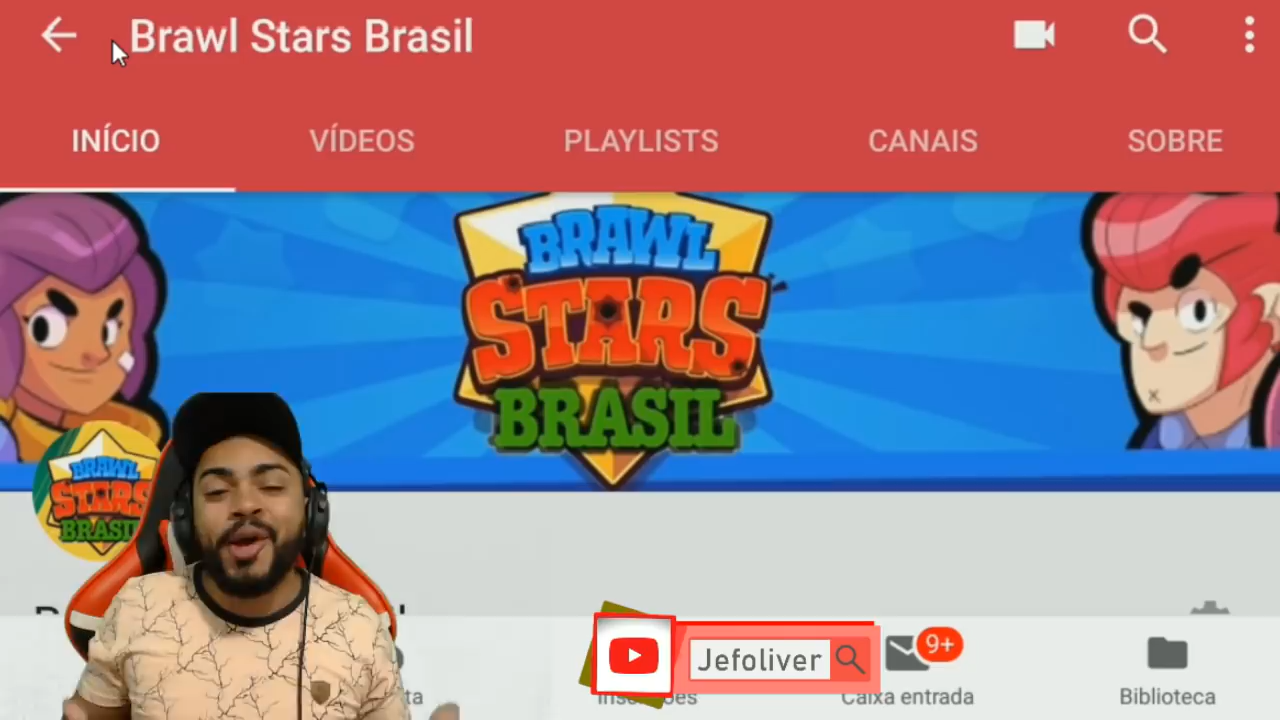 Brawl Stars Brasil
INÍCIO
VÍDEOS
PLAYLISTS
CANAIS
SOBRE
BRAWL
STARS
BRASIL
BRAWL
STARS
BRASIL
Jefoliver
9+
Caixa entrada
Biblioteca